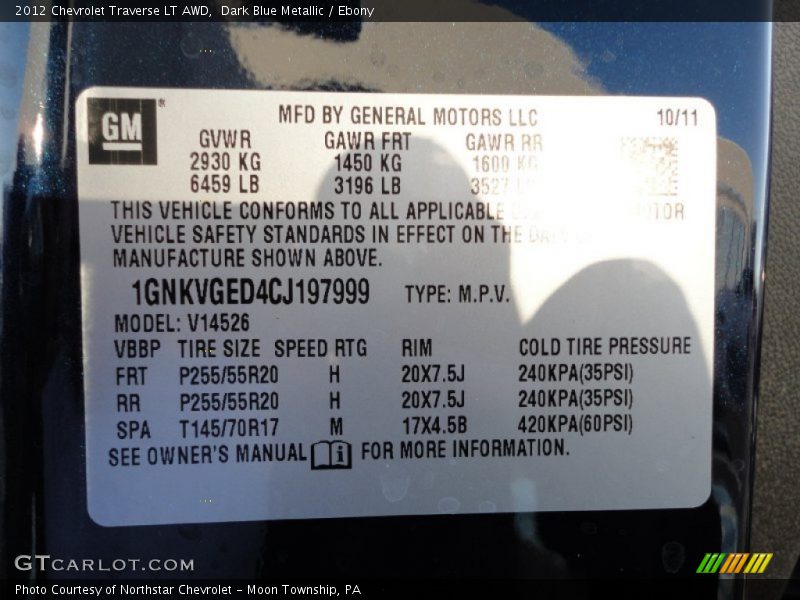 2012 Chevrolet Traverse LT AWD, Dark Blue Metallic / Ebony
GM ®
MFD BY GENERAL MOTORS LLC 10/11
GVWR GAWR FRT GAWR RR
2930 KG 1450 KG 1600 KG
6459 LB 3196 LB 3527
THIS VEHICLE CONFORMS TO ALL APPLICABLE MOTOR
VEHICLE SAFETY STANDARDS IN EFFECT ON THE
MANUFACTURE SHOWN ABOVE.
1GNKVGED4CJ197999 TYPE: M.P.V.
MODEL: V14526
VBBP TIRE SIZE SPEED RTG RIM COLD TIRE PRESSURE
FRT P255/55R20 H 20X7.5J 240KPA(35PSI)
RR P255/55R20 H 20X7.5J 240KPA(35PSI)
SPA T145/70R17 M 17X4.5B 420KPA(60PSI)
SEE OWNER'S MANUAL i FOR MORE INFORMATION.
GTCARLOT.COM
Photo Courtesy of Northstar Chevrolet - Moon Township, PA